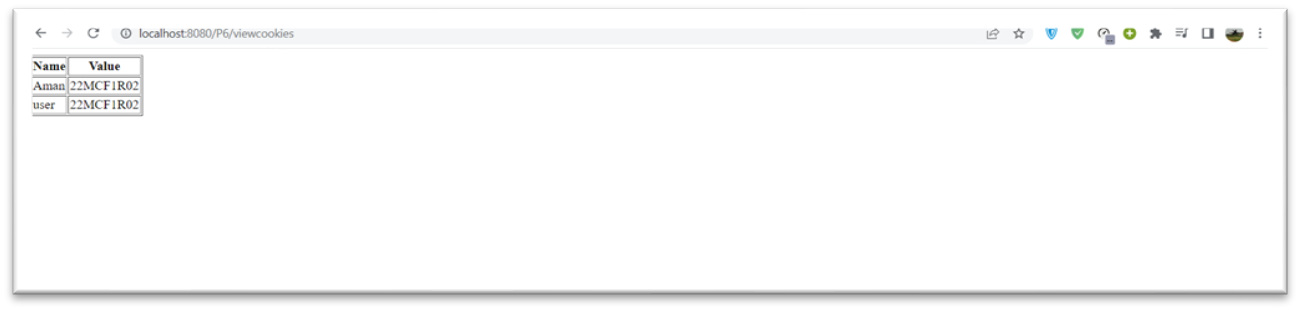 localhost:8080/P6/viewcookies
Name Value
Aman 22MCF1R02
user 22MCF1R02